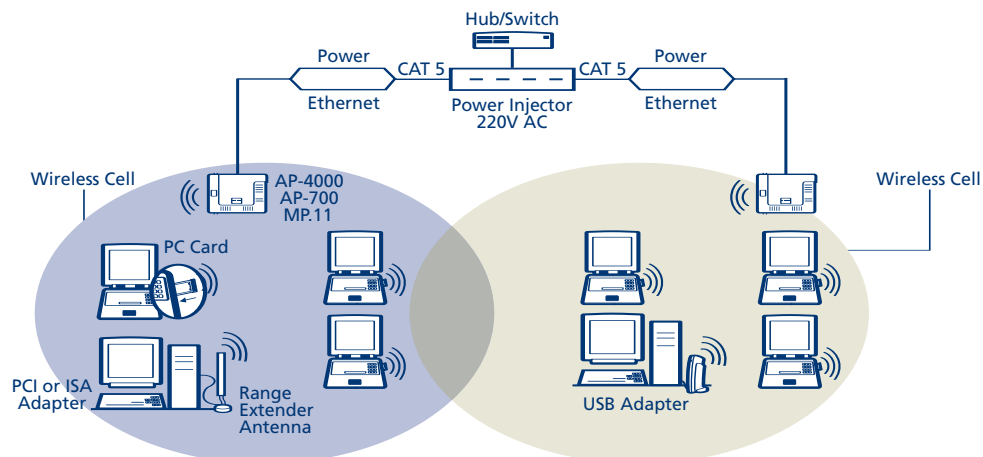 Hub/Switch
Power
CAT 5
CAT 5
Power
Ethernet
Power Injector
220V AC
Ethernet
Wireless Cell
AP-4000
AP-700
MP.11
Wireless Cell
PC Card
PCI or ISA
Adapter
Range
Extender
Antenna
USB Adapter